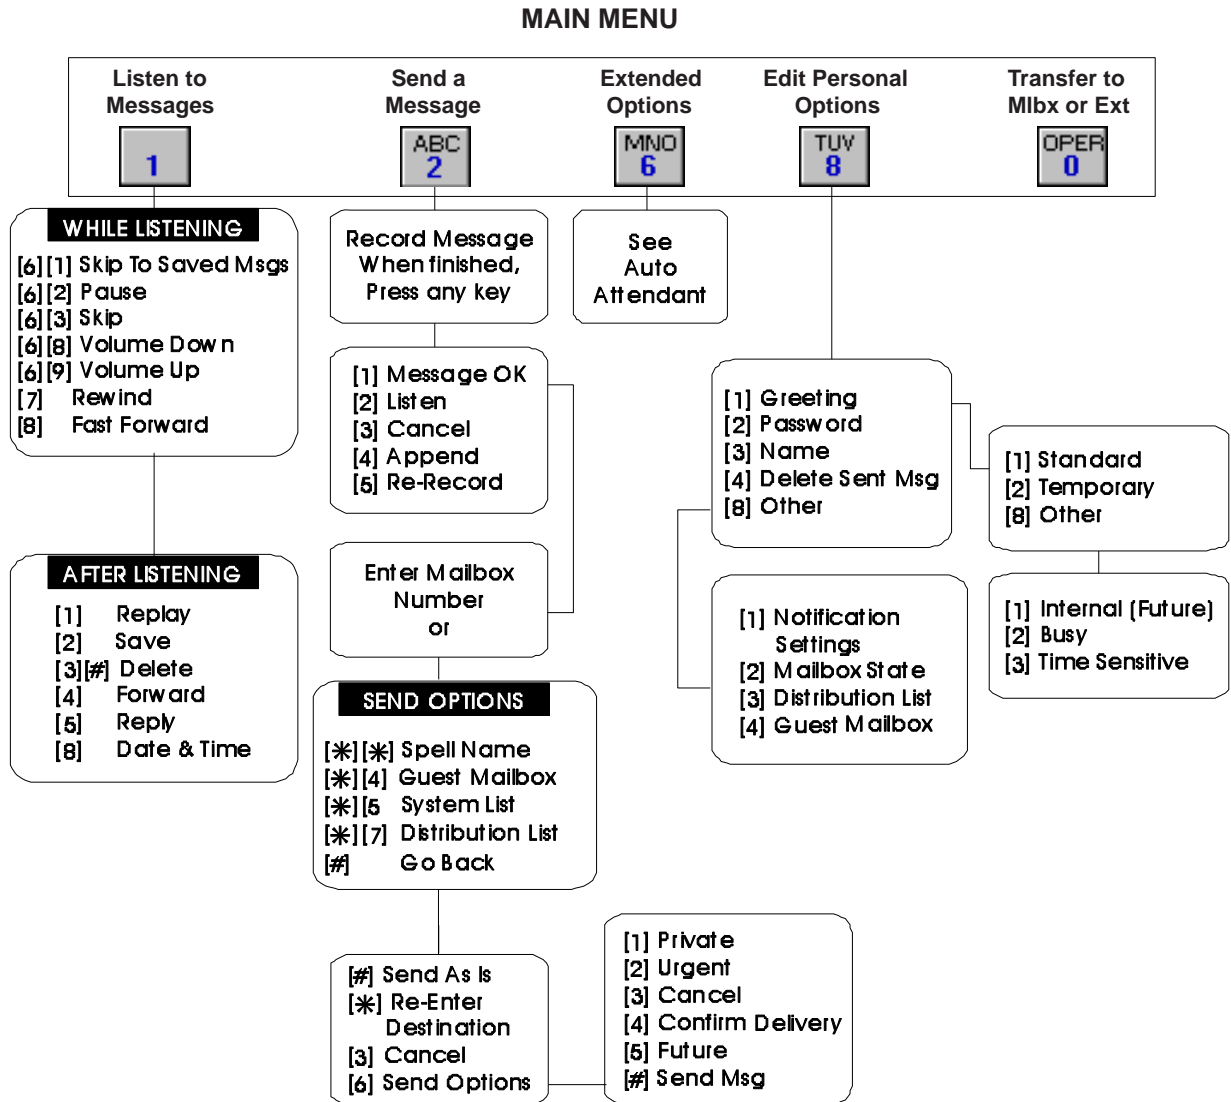 MAIN MENU
Listen to
Messages
1
Send a
Message
ABC
2
Extended
Options
MNO
6
Edit Personal
Options
TUV
8
Transfer to
Mlbx or Ext
OPER
0
WHILE LISTENING
[6][1] Skip To Saved Msgs
[6][2] Pause
[6][3] Skip
[6][8] Volume Down
[6][9] Volume Up
[7] Rewind
[8] Fast Forward
AFTER LISTENING
[1] Replay
[2] Save
[3][#] Delete
[4] Forward
[5] Reply
[8] Date & Time
Record Message
When finished,
Press any key
[1] Message OK
[2] Listen
[3] Cancel
[4] Append
[5] Re-Record
Enter Mailbox
Number
or
SEND OPTIONS
[*][*] Spell Name
[*][4] Guest Mailbox
[*][5 System List
[*][7] Distribution List
[#] Go Back
[#] Send As Is
[*] Re-Enter
Destination
[3] Cancel
[6] Send Options
[1] Private
[2] Urgent
[3] Cancel
[4] Confirm Delivery
[5] Future
[#] Send Msg
See
Auto
Attendant
[1] Greeting
[2] Password
[3] Name
[4] Delete Sent Msg
[8] Other
[1] Standard
[2] Temporary
[8] Other
[1] Internal (Future)
[2] Busy
[3] Time Sensitive
[1] Notification
Settings
[2] Mailbox State
[3] Distribution List
[4] Guest Mailbox